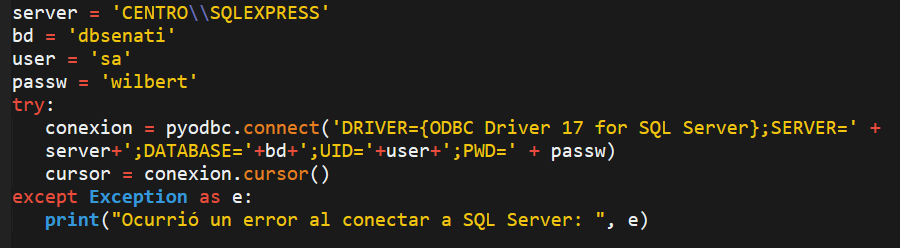 server = 'CENTRO\\SQLEXPRESS'
bd = 'dbsenati'
user = 'sa'
passw = 'wilbert'
try:
   conexion = pyodbc.connect('DRIVER={ODBC Driver 17 for SQL Server};SERVER=' +
   server+';DATABASE='+bd+';UID='+user+';PWD=' + passw)
   cursor = conexion.cursor()
except Exception as e:
   print("Ocurrió un error al conectar a SQL Server: ", e)